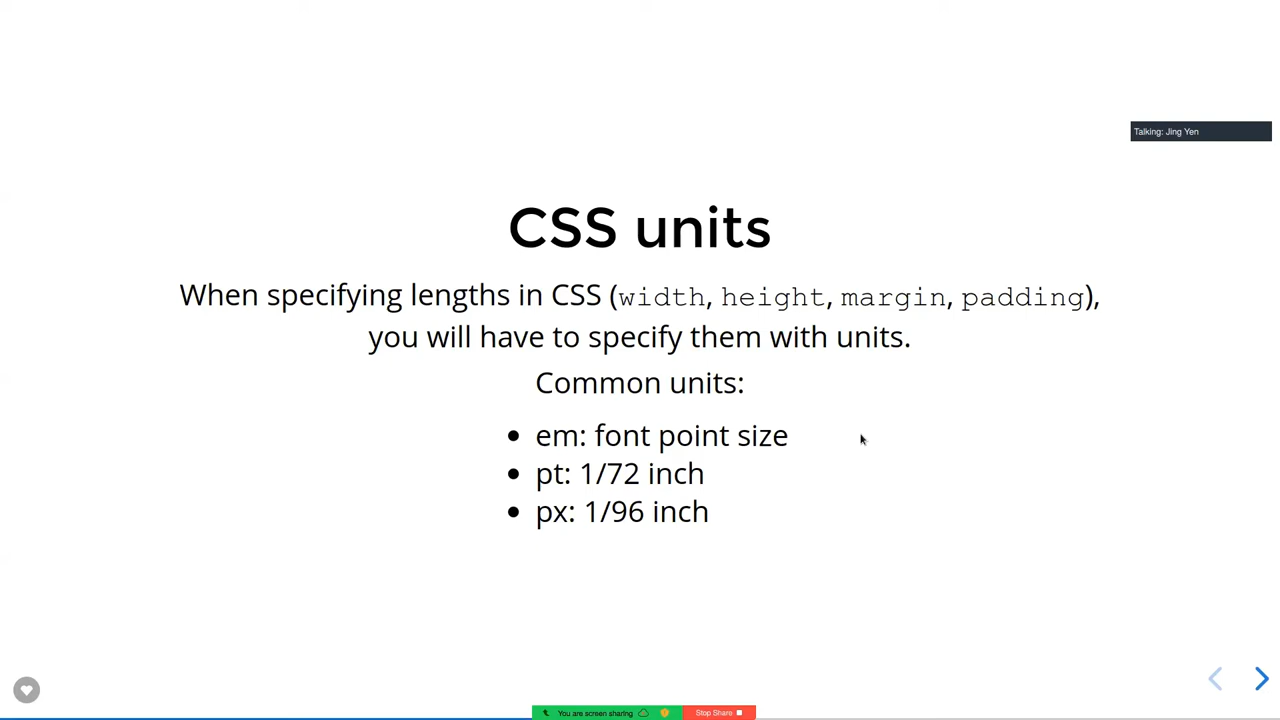 Talking: Jing Yen
CSS units
When specifying lengths in CSS (width, height, margin, padding),
you will have to specify them with units.
Common units:
• em: font point size
• pt: 1/72 inch
• px: 1/96 inch
You are screen sharing
Stop Share